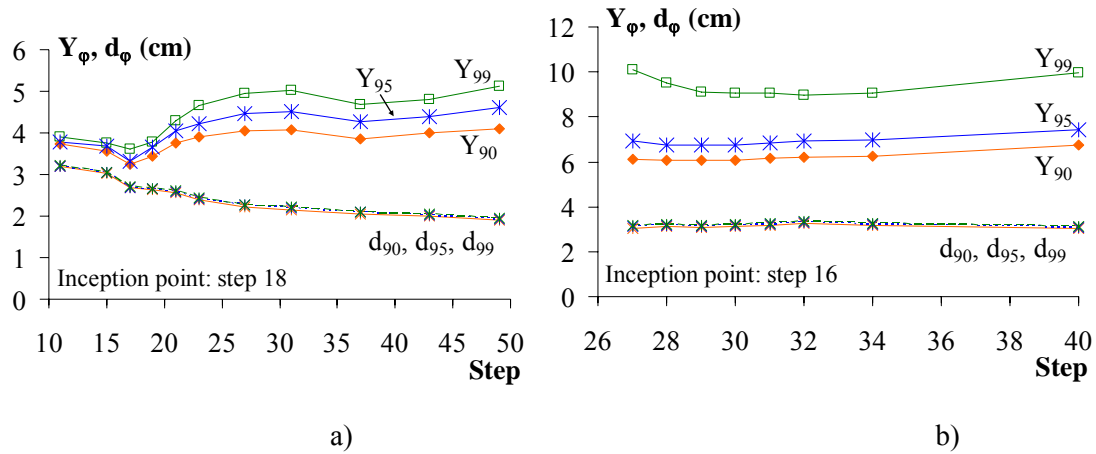 Yφ, dφ (cm)
6
5
4
3
2
1
0
Y99
Y95
Y90
d90, d95, d99
Inception point: step 18
10 15 20 25 30 35 40 45 50
Step
a)
Yφ, dφ (cm)
12
10
8
6
4
2
0
Y99
Y95
Y90
d90, d95, d99
Inception point: step 16
26 28 30 32 34 36 38 40
Step
b)